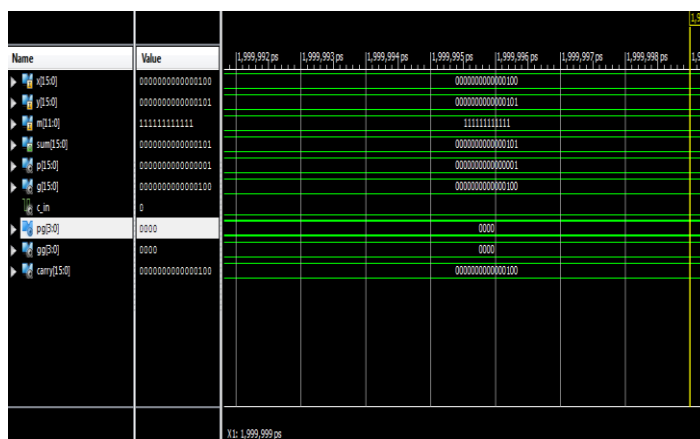 1,9
Name Value 1,999,992 ps 1,999,993 ps 1,999,994 ps 1,999,995 ps 1,999,996 ps 1,999,997 ps 1,999,998 ps 1,9
x[15:0] 0000000000000100 0000000000000100
y[15:0] 0000000000000101 0000000000000101
m[11:0] 111111111111 111111111111
sum[15:0] 0000000000000101 0000000000000101
p[15:0] 0000000000000001 0000000000000001
g[15:0] 0000000000000100 0000000000000100
c_in 0
pg[3:0] 0000 0000
gg[3:0] 0000 0000
carry[15:0] 0000000000000100 0000000000000100
X1: 1,999,999 ps